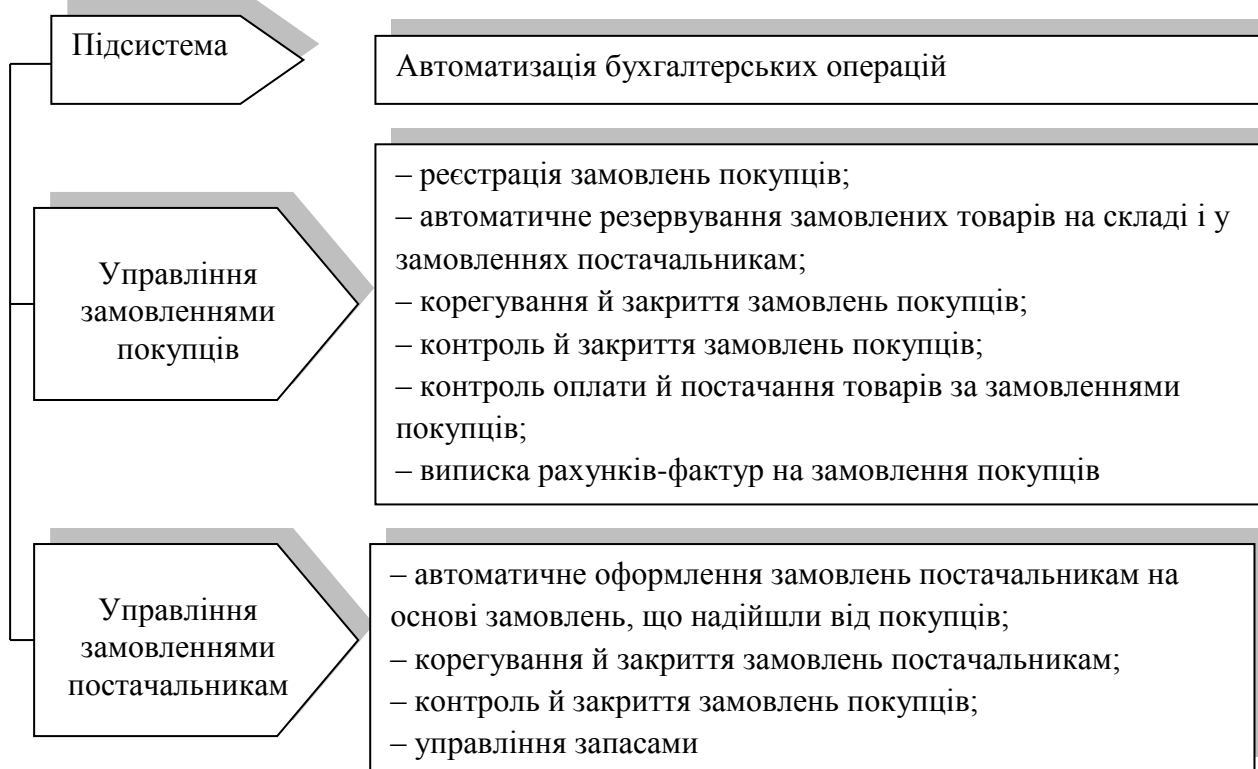 Підсистема
Автоматизація бухгалтерських операцій
Управління
замовленнями
покупців
– реєстрація замовлень покупців;
– автоматичне резервування замовлених товарів на складі і у
замовленнях постачальникам;
– корегування й закриття замовлень покупців;
– контроль й закриття замовлень покупців;
– контроль оплати й постачання товарів за замовленнями
покупців;
– виписка рахунків-фактур на замовлення покупців
Управління
замовленнями
постачальникам
– автоматичне оформлення замовлень постачальникам на
основі замовлень, що надійшли від покупців;
– корегування й закриття замовлень постачальникам;
– контроль й закриття замовлень покупців;
– управління запасами